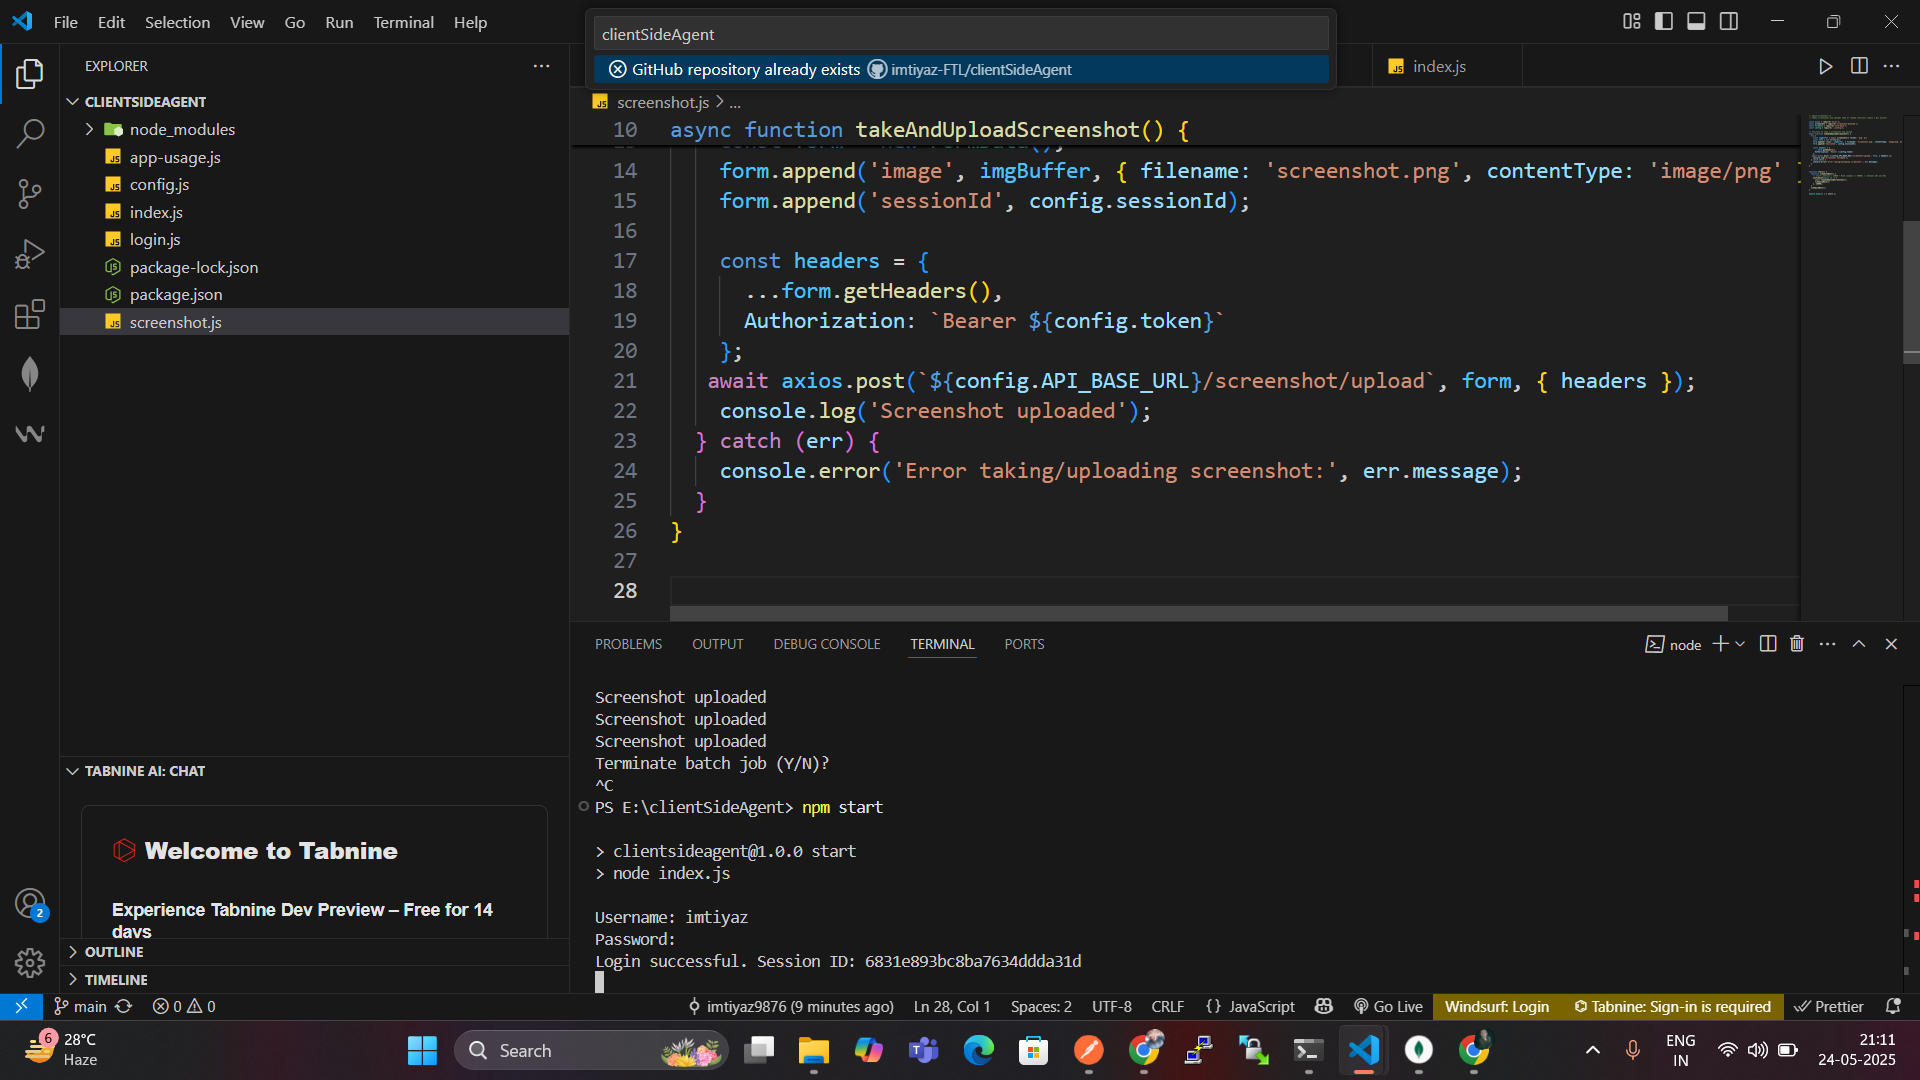 File Edit Selection View Go Run Terminal Help
clientSideAgent
GitHub repository already exists imtiyaz-FTL/clientSideAgent
EXPLORER
index.js
CLIENTSIDEAGENT
node_modules
app-usage.js
config.js
index.js
login.js
package-lock.json
package.json
screenshot.js
screenshot.js > ...
10 async function takeAndUploadScreenshot() {
14 form.append('image', imgBuffer, { filename: 'screenshot.png', contentType: 'image/png' }
15 form.append('sessionId', config.sessionId);
16
17 const headers = {
18 ...form.getHeaders(),
19 Authorization: `Bearer ${config.token}`
20 };
21 await axios.post(`${config.API_BASE_URL}/screenshot/upload`, form, { headers });
22 console.log('Screenshot uploaded');
23 } catch (err) {
24 console.error('Error taking/uploading screenshot:', err.message);
25 }
26 }
27
28
PROBLEMS OUTPUT DEBUG CONSOLE TERMINAL PORTS
node
Screenshot uploaded
Screenshot uploaded
Screenshot uploaded
Terminate batch job (Y/N)?
^C
PS E:\clientSideAgent> npm start
> clientsideagent@1.0.0 start
> node index.js
Username: imtiyaz
Password:
Login successful. Session ID: 6831e893bc8ba7634ddda31d
TABNINE AI: CHAT
Welcome to Tabnine
Experience Tabnine Dev Preview – Free for 14
days
OUTLINE
TIMELINE
2
main 0 0
imtiyaz9876 (9 minutes ago) Ln 28, Col 1 Spaces: 2 UTF-8 CRLF {} JavaScript Go Live Windsurf: Login Tabnine: Sign-in is required Prettier
6
28°C
Haze
Search
ENG
IN
21:11
24-05-2025